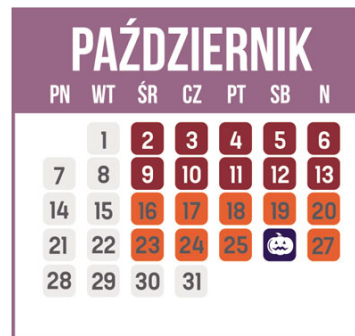 PAŹDZIERNIK
PN WT ŚR CZ PT SB N
1 2 3 4 5 6
7 8 9 10 11 12 13
14 15 16 17 18 19 20
21 22 23 24 25 27
28 29 30 31